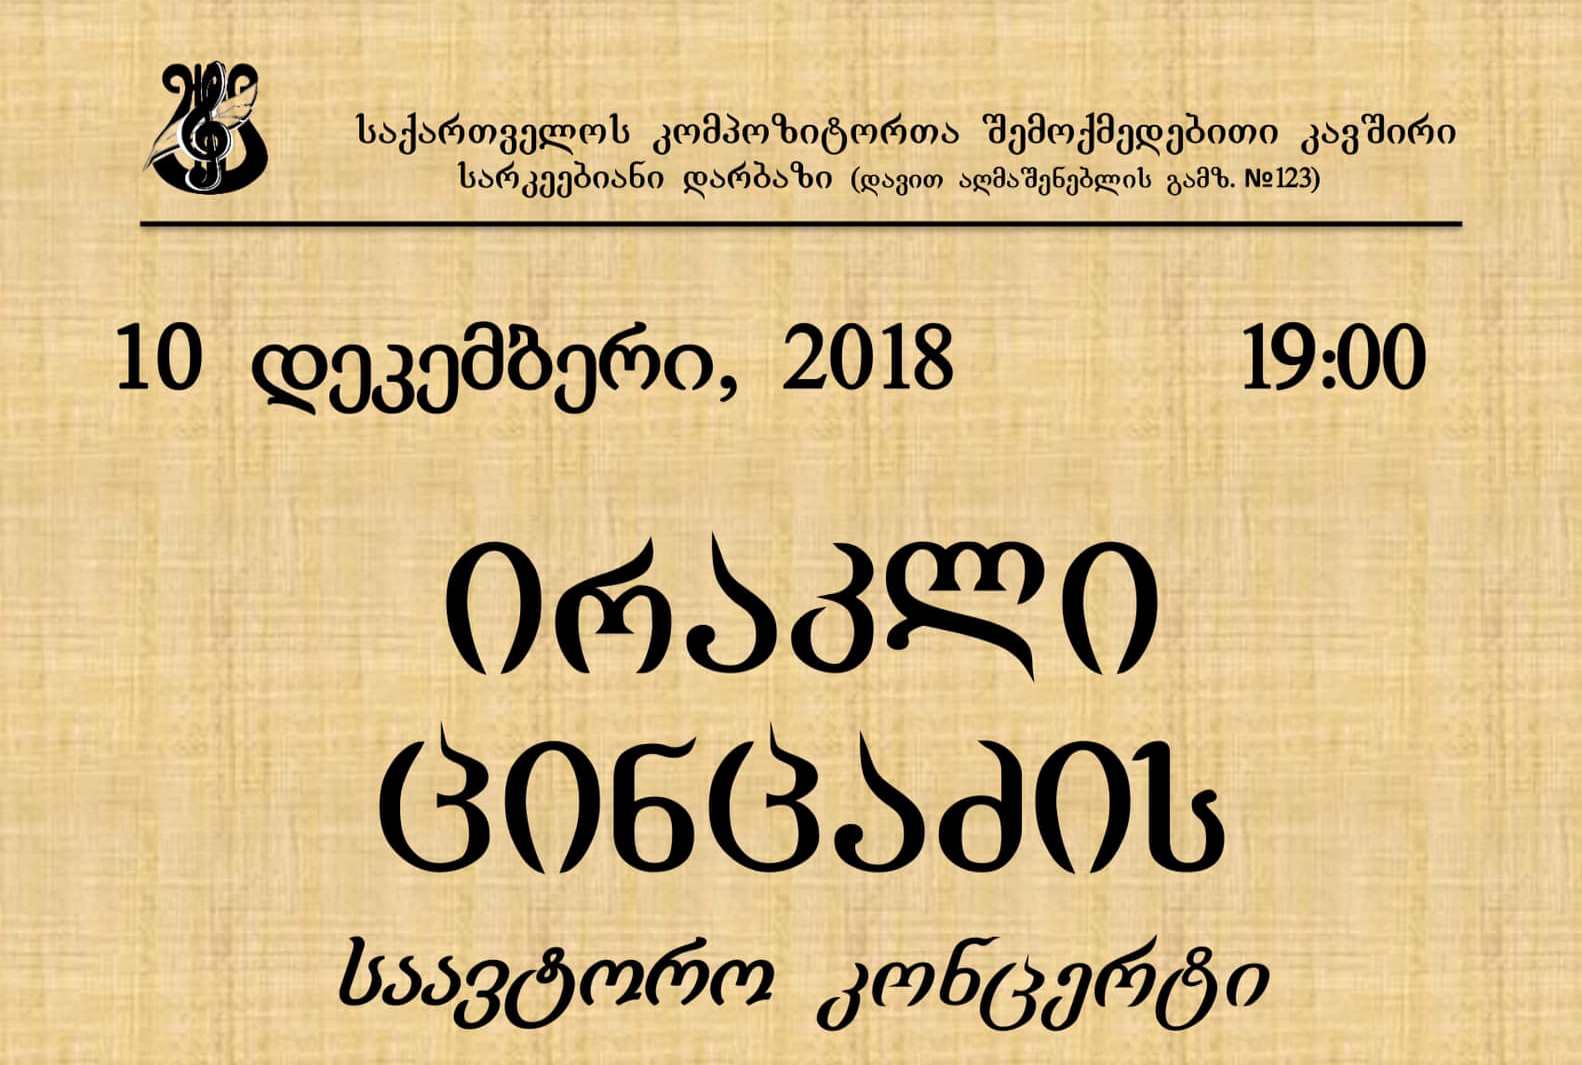 საქართველოს კომპოზიტორთა შემოქმედებითი კავშირი
სარკეებიანი დარბაზი (დავით აღმაშენებლის გამზ. №123)
10 დეკემბერი, 2018 19:00
ირაკლი
ცინცაძის
საავტორო კონცერტი